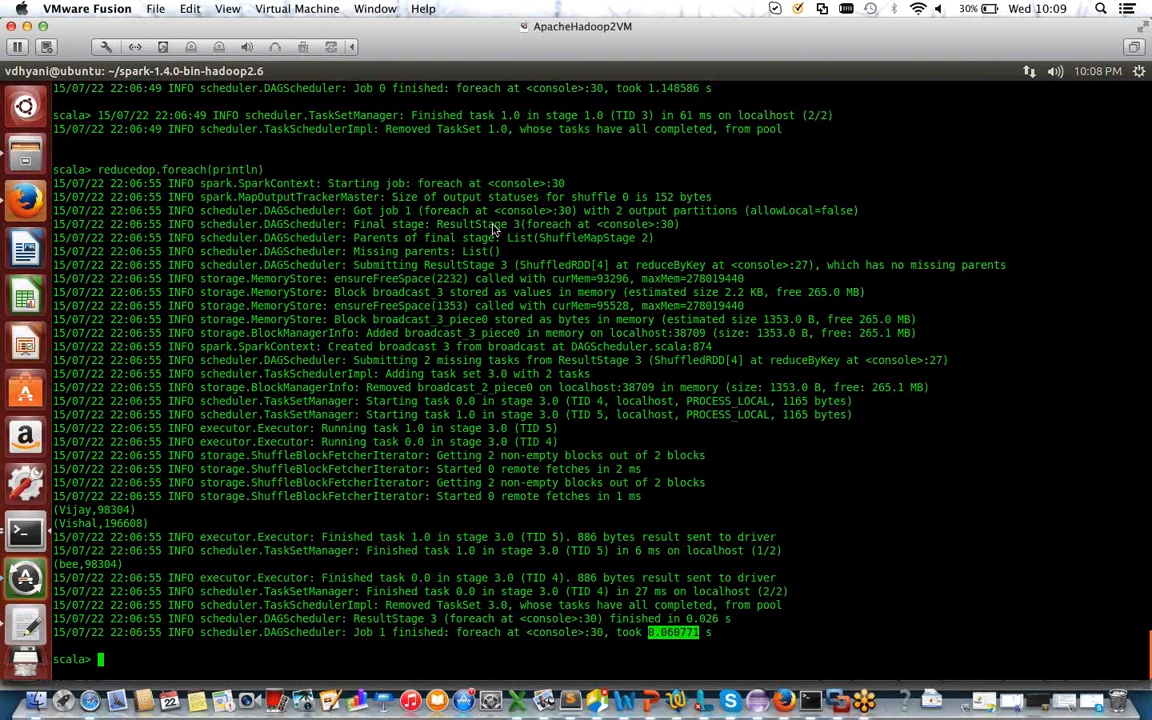 VMware Fusion File Edit View Virtual Machine Window Help 30% Wed 10:09
ApacheHadoop2VM
vdhyani@ubuntu: ~/spark-1.4.0-bin-hadoop2.6 10:08 PM
15/07/22 22:06:49 INFO scheduler.DAGScheduler: Job 0 finished: foreach at <console>:30, took 1.148586 s
scala> 15/07/22 22:06:49 INFO scheduler.TaskSetManager: Finished task 1.0 in stage 1.0 (TID 3) in 61 ms on localhost (2/2)
15/07/22 22:06:49 INFO scheduler.TaskSchedulerImpl: Removed TaskSet 1.0, whose tasks have all completed, from pool
scala> reducedop.foreach(println)
15/07/22 22:06:55 INFO spark.SparkContext: Starting job: foreach at <console>:30
15/07/22 22:06:55 INFO spark.MapOutputTrackerMaster: Size of output statuses for shuffle 0 is 152 bytes
15/07/22 22:06:55 INFO scheduler.DAGScheduler: Got job 1 (foreach at <console>:30) with 2 output partitions (allowLocal=false)
15/07/22 22:06:55 INFO scheduler.DAGScheduler: Final stage: ResultStage 3(foreach at <console>:30)
15/07/22 22:06:55 INFO scheduler.DAGScheduler: Parents of final stage: List(ShuffleMapStage 2)
15/07/22 22:06:55 INFO scheduler.DAGScheduler: Missing parents: List()
15/07/22 22:06:55 INFO scheduler.DAGScheduler: Submitting ResultStage 3 (ShuffledRDD[4] at reduceByKey at <console>:27), which has no missing parents
15/07/22 22:06:55 INFO storage.MemoryStore: ensureFreeSpace(2232) called with curMem=93296, maxMem=278019440
15/07/22 22:06:55 INFO storage.MemoryStore: Block broadcast_3 stored as values in memory (estimated size 2.2 KB, free 265.0 MB)
15/07/22 22:06:55 INFO storage.MemoryStore: ensureFreeSpace(1353) called with curMem=95528, maxMem=278019440
15/07/22 22:06:55 INFO storage.MemoryStore: Block broadcast_3_piece0 stored as bytes in memory (estimated size 1353.0 B, free 265.0 MB)
15/07/22 22:06:55 INFO storage.BlockManagerInfo: Added broadcast_3_piece0 in memory on localhost:38709 (size: 1353.0 B, free: 265.1 MB)
15/07/22 22:06:55 INFO spark.SparkContext: Created broadcast 3 from broadcast at DAGScheduler.scala:874
15/07/22 22:06:55 INFO scheduler.DAGScheduler: Submitting 2 missing tasks from ResultStage 3 (ShuffledRDD[4] at reduceByKey at <console>:27)
15/07/22 22:06:55 INFO scheduler.TaskSchedulerImpl: Adding task set 3.0 with 2 tasks
15/07/22 22:06:55 INFO storage.BlockManagerInfo: Removed broadcast_2_piece0 on localhost:38709 in memory (size: 1353.0 B, free: 265.1 MB)
15/07/22 22:06:55 INFO scheduler.TaskSetManager: Starting task 0.0 in stage 3.0 (TID 4, localhost, PROCESS_LOCAL, 1165 bytes)
15/07/22 22:06:55 INFO scheduler.TaskSetManager: Starting task 1.0 in stage 3.0 (TID 5, localhost, PROCESS_LOCAL, 1165 bytes)
15/07/22 22:06:55 INFO executor.Executor: Running task 1.0 in stage 3.0 (TID 5)
15/07/22 22:06:55 INFO executor.Executor: Running task 0.0 in stage 3.0 (TID 4)
15/07/22 22:06:55 INFO storage.ShuffleBlockFetcherIterator: Getting 2 non-empty blocks out of 2 blocks
15/07/22 22:06:55 INFO storage.ShuffleBlockFetcherIterator: Started 0 remote fetches in 2 ms
15/07/22 22:06:55 INFO storage.ShuffleBlockFetcherIterator: Getting 2 non-empty blocks out of 2 blocks
15/07/22 22:06:55 INFO storage.ShuffleBlockFetcherIterator: Started 0 remote fetches in 1 ms
(Vijay,98304)
(Vishal,196608)
15/07/22 22:06:55 INFO executor.Executor: Finished task 1.0 in stage 3.0 (TID 5). 886 bytes result sent to driver
15/07/22 22:06:55 INFO scheduler.TaskSetManager: Finished task 1.0 in stage 3.0 (TID 5) in 6 ms on localhost (1/2)
(bee,98304)
15/07/22 22:06:55 INFO executor.Executor: Finished task 0.0 in stage 3.0 (TID 4). 886 bytes result sent to driver
15/07/22 22:06:55 INFO scheduler.TaskSetManager: Finished task 0.0 in stage 3.0 (TID 4) in 27 ms on localhost (2/2)
15/07/22 22:06:55 INFO scheduler.TaskSchedulerImpl: Removed TaskSet 3.0, whose tasks have all completed, from pool
15/07/22 22:06:55 INFO scheduler.DAGScheduler: ResultStage 3 (foreach at <console>:30) finished in 0.026 s
15/07/22 22:06:55 INFO scheduler.DAGScheduler: Job 1 finished: foreach at <console>:30, took 0.060771 s
scala>